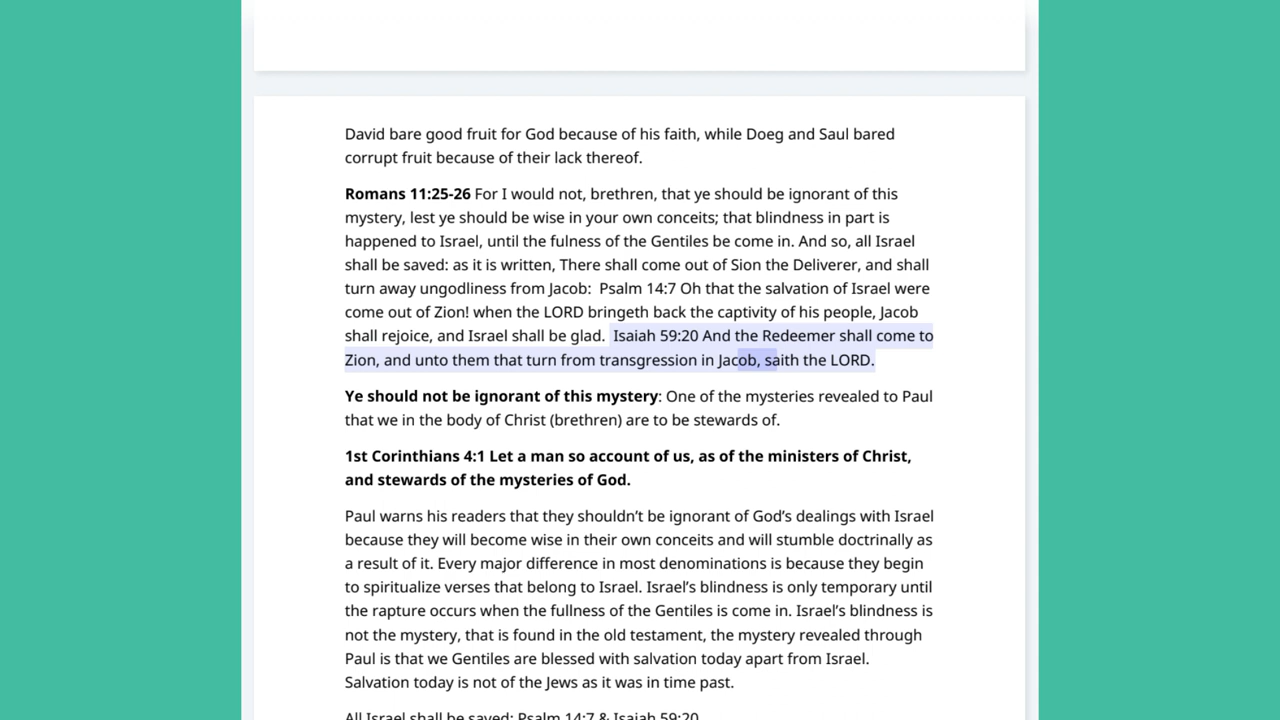 David bare good fruit for God because of his faith, while Doeg and Saul bared
corrupt fruit because of their lack thereof.
Romans 11:25-26 For I would not, brethren, that ye should be ignorant of this
mystery, lest ye should be wise in your own conceits; that blindness in part is
happened to Israel, until the fulness of the Gentiles be come in. And so, all Israel
shall be saved: as it is written, There shall come out of Sion the Deliverer, and shall
turn away ungodliness from Jacob:  Psalm 14:7 Oh that the salvation of Israel were
come out of Zion! when the LORD bringeth back the captivity of his people, Jacob
shall rejoice, and Israel shall be glad.  Isaiah 59:20 And the Redeemer shall come to
Zion, and unto them that turn from transgression in Jacob, saith the LORD.
Ye should not be ignorant of this mystery: One of the mysteries revealed to Paul
that we in the body of Christ (brethren) are to be stewards of.
1st Corinthians 4:1 Let a man so account of us, as of the ministers of Christ,
and stewards of the mysteries of God.
Paul warns his readers that they shouldn’t be ignorant of God’s dealings with Israel
because they will become wise in their own conceits and will stumble doctrinally as
a result of it. Every major difference in most denominations is because they begin
to spiritualize verses that belong to Israel. Israel’s blindness is only temporary until
the rapture occurs when the fullness of the Gentiles is come in. Israel’s blindness is
not the mystery, that is found in the old testament, the mystery revealed through
Paul is that we Gentiles are blessed with salvation today apart from Israel.
Salvation today is not of the Jews as it was in time past.
All Israel shall be saved: Psalm 14:7 & Isaiah 59:20